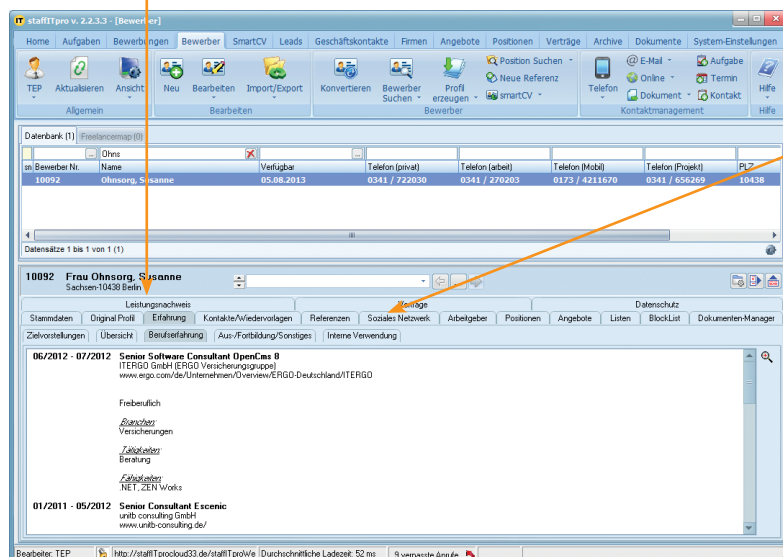 staffITpro v. 2.2.3.3 - [Bewerber]
Home Aufgaben Bewerbungen Bewerber SmartCV Leads Geschäftskontakte Firmen Angebote Positionen Verträge Archive Dokumente System-Einstellungen
TEP Aktualisieren Ansicht Neu Bearbeiten Import/Export Konvertieren Bewerber Suchen Profil erzeugen Position Suchen Neue Referenz smartCV Telefon @ E-Mail Online Dokument Aufgabe Termin Kontakt Hilfe
Allgemein Bearbeiten Bewerber Kontaktmanagement Hilfe
Datenbank (1) Freelancermap (0)
... Ohns ...
sn Bewerber Nr. Name Verfügbar Telefon (privat) Telefon (arbeit) Telefon (Mobil) Telefon (Projekt) PLZ
10092 Ohnsorg, Susanne 05.08.2013 0341 / 722030 0341 / 270203 0173 / 4211670 0341 / 656269 10438
Datensätze 1 bis 1 von 1 (1)
10092 Frau Ohnsorg, Susanne
Sachsen-10438 Berlin
Leistungsnachweis Verträge Datenschutz
Stammdaten Original Profil Erfahrung Kontakte/Wiedervorlagen Referenzen Soziales Netzwerk Arbeitgeber Positionen Angebote Listen BlockList Dokumenten-Manager
Zielvorstellungen Übersicht Berufserfahrung Aus-/Fortbildung/Sonstiges Interne Verwendung
06/2012 - 07/2012 Senior Software Consultant OpenCms 8
ITERGO GmbH (ERGO Versicherungsgruppe)
www.ergo.com/de/Unternehmen/Overview/ERGO-Deutschland/ITERGO
Freiberuflich
Branchen:
Versicherungen
Tätigkeiten:
Beratung
Fähigkeiten:
.NET, ZEN Works
01/2011 - 05/2012 Senior Consultant Escenic
unitb consulting GmbH
www.unitb-consulting.de/
Bearbeiter: TEP http://staffITprocloud33.de/staffITproWe Durchschnittliche Ladezeit: 52 ms 9 verpasste Anrufe